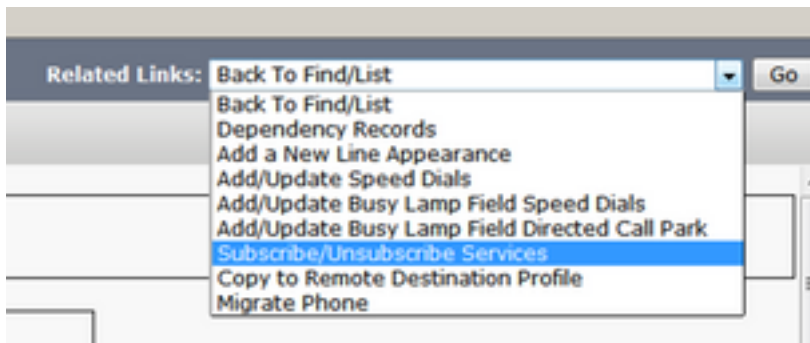 Related Links: Back To Find/List Go
Back To Find/List
Dependency Records
Add a New Line Appearance
Add/Update Speed Dials
Add/Update Busy Lamp Field Speed Dials
Add/Update Busy Lamp Field Directed Call Park
Subscribe/Unsubscribe Services
Copy to Remote Destination Profile
Migrate Phone